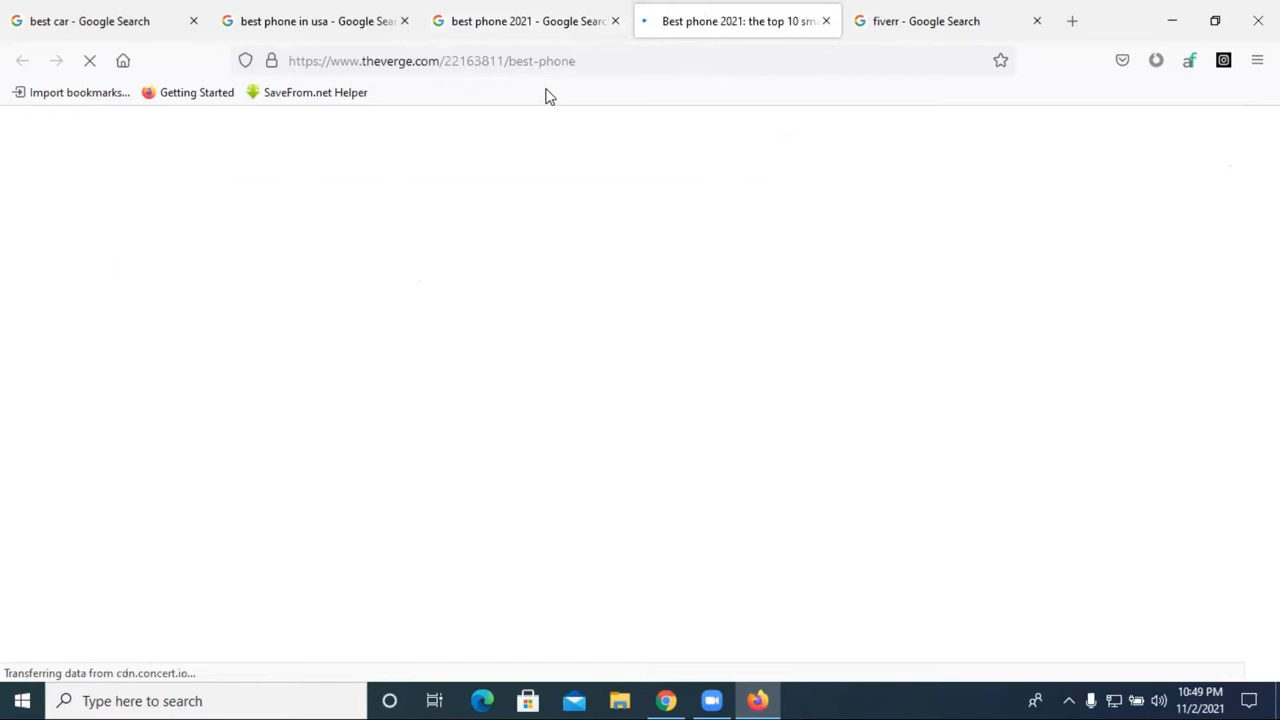 best car - Google Search
best phone in usa - Google Sea
best phone 2021 - Google Searc
Best phone 2021: the top 10 sm
fiverr - Google Search
https://www.theverge.com/22163811/best-phone
af
Import bookmarks...
Getting Started
SaveFrom.net Helper
Transferring data from cdn.concert.io...
Type here to search
10:49 PM
11/2/2021